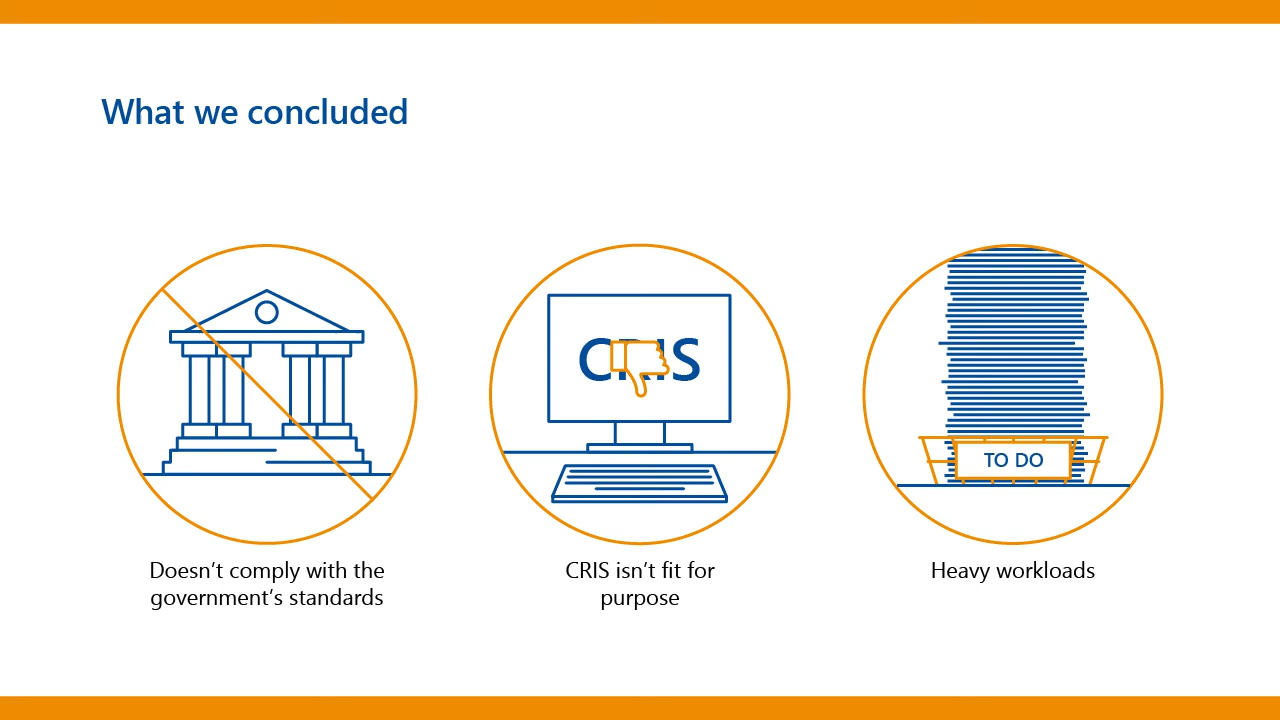 What we concluded
CRIS
TO DO
Doesn’t comply with the
government’s standards
CRIS isn’t fit for
purpose
Heavy workloads